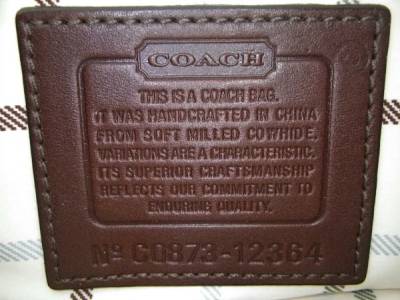 COACH
THIS IS A COACH BAG.
IT WAS HANDCRAFTED IN CHINA
FROM SOFT MILLED COWHIDE.
VARIATIONS ARE A CHARACTERISTIC.
ITS SUPERIOR CRAFTSMANSHIP
REFLECTS OUR COMMITMENT TO
ENDURING QUALITY.
Nº C0873-12364